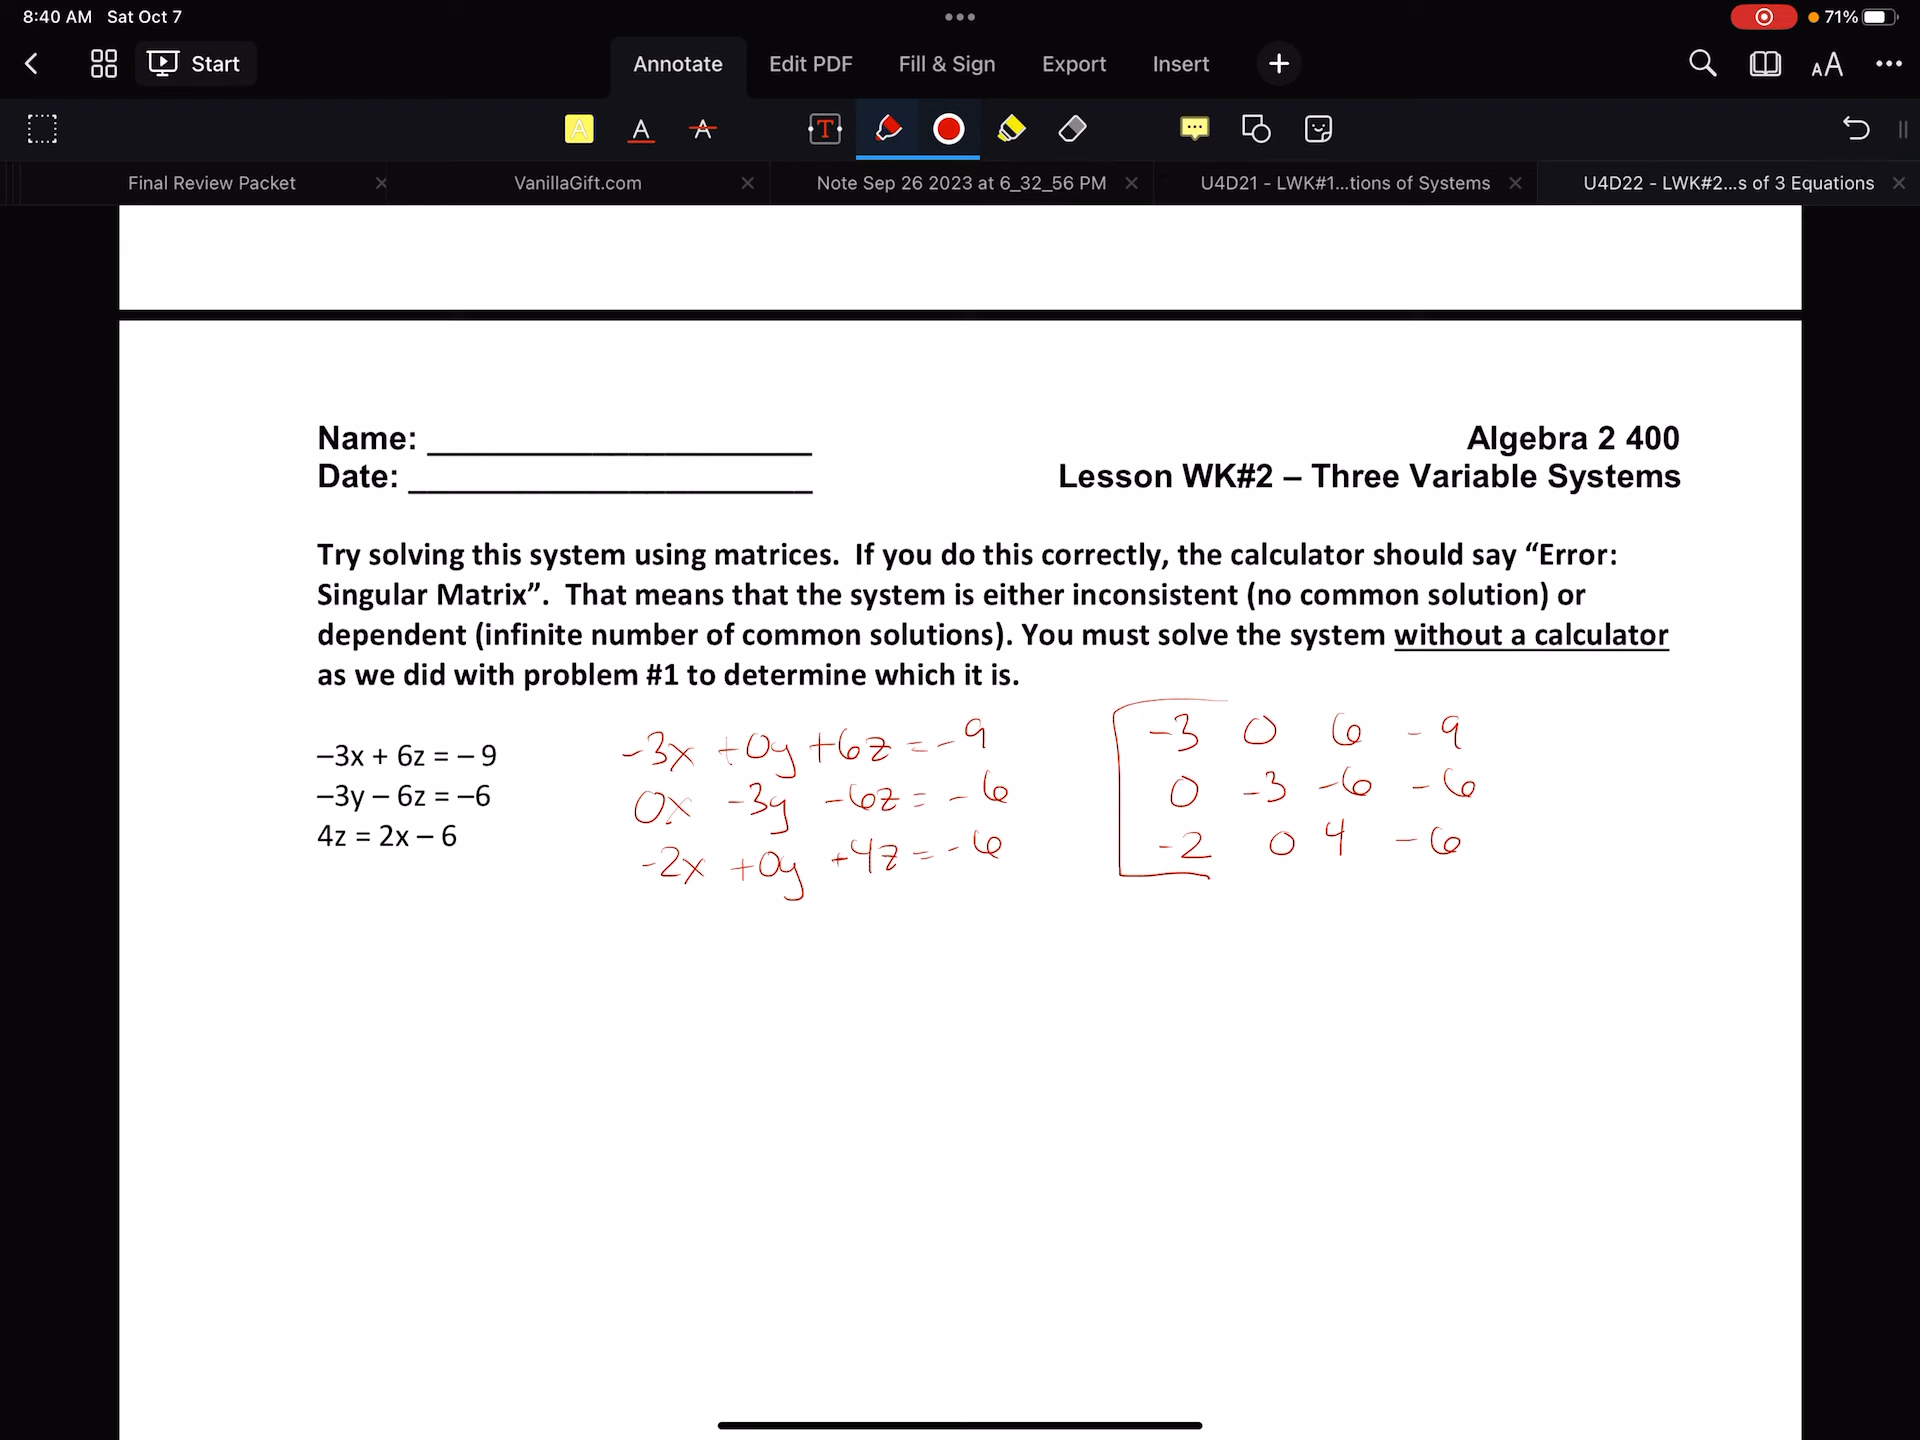 8:40 AM Sat Oct 7
71%
Start
Annotate
Edit PDF
Fill & Sign
Export
Insert
AA
A A A T
Final Review Packet
VanillaGift.com
Note Sep 26 2023 at 6_32_56 PM
U4D21 - LWK#1...tions of Systems
U4D22 - LWK#2...s of 3 Equations
Name: ____________________
Algebra 2 400
Date: _____________________
Lesson WK#2 – Three Variable Systems
Try solving this system using matrices. If you do this correctly, the calculator should say “Error:
Singular Matrix”. That means that the system is either inconsistent (no common solution) or
dependent (infinite number of common solutions). You must solve the system without a calculator
as we did with problem #1 to determine which it is.
–3x + 6z = – 9
–3y – 6z = –6
4z = 2x – 6
-3x +0y +6z = -9
0x -3y -6z = -6
-2x +0y +4z = -6
-3 0 6 -9
0 -3 -6 -6
-2 0 4 -6